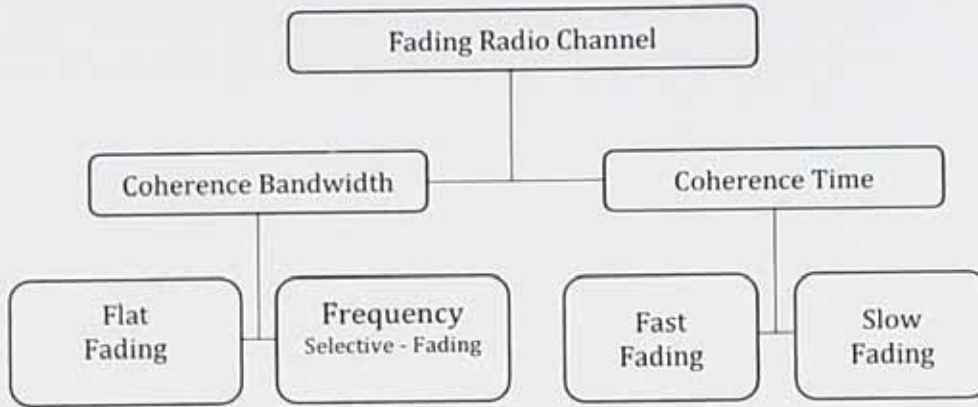 Fading Radio Channel
Coherence Bandwidth
Coherence Time
Flat
Fading
Frequency
Selective - Fading
Fast
Fading
Slow
Fading